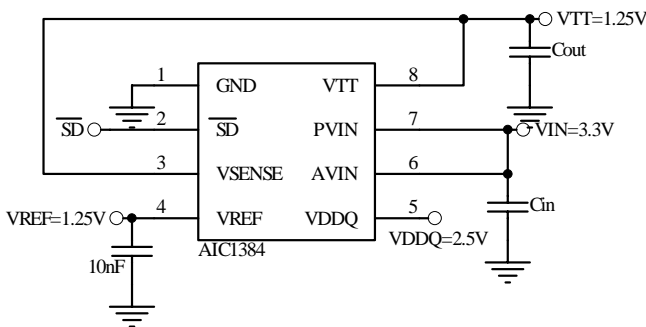 VTT=1.25V
Cout
1 GND VTT 8
SD 2 SD PVIN 7 VIN=3.3V
3 VSENSE AVIN 6
VREF=1.25V 4 VREF VDDQ 5
Cin
VDDQ=2.5V
AIC1384
10nF